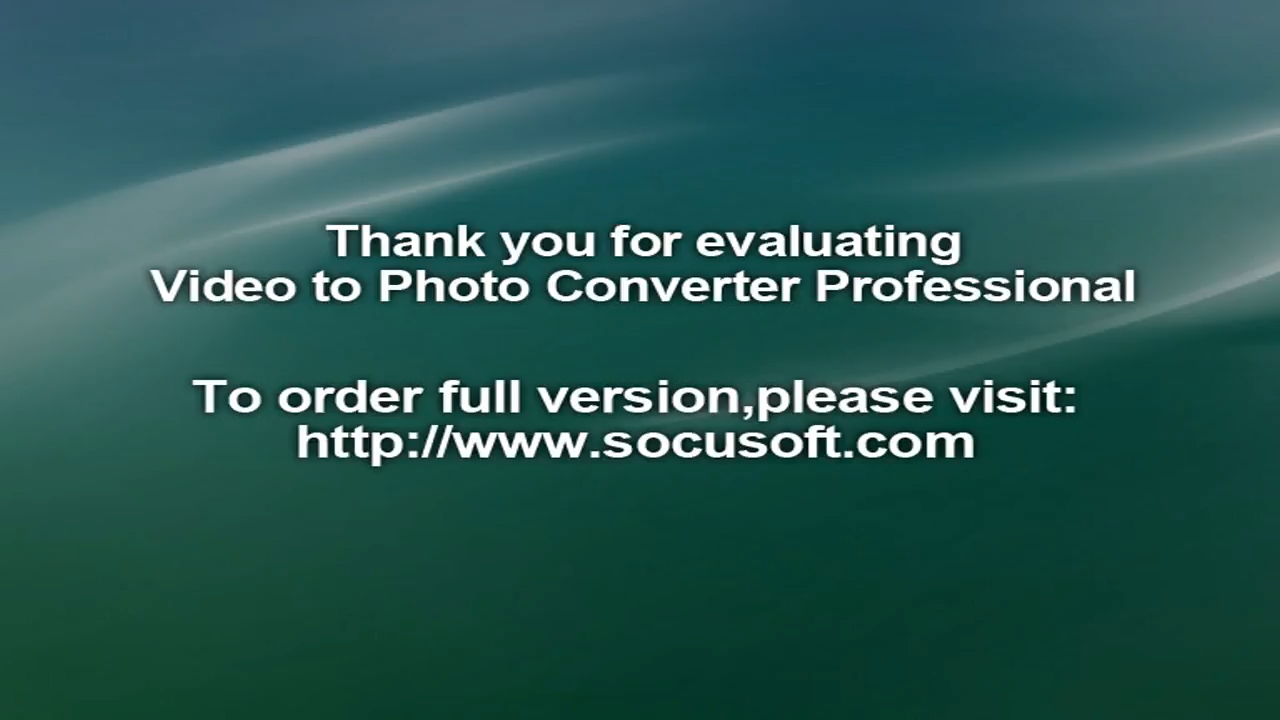 Thank you for evaluating
Video to Photo Converter Professional
To order full version,please visit:
http://www.socusoft.com